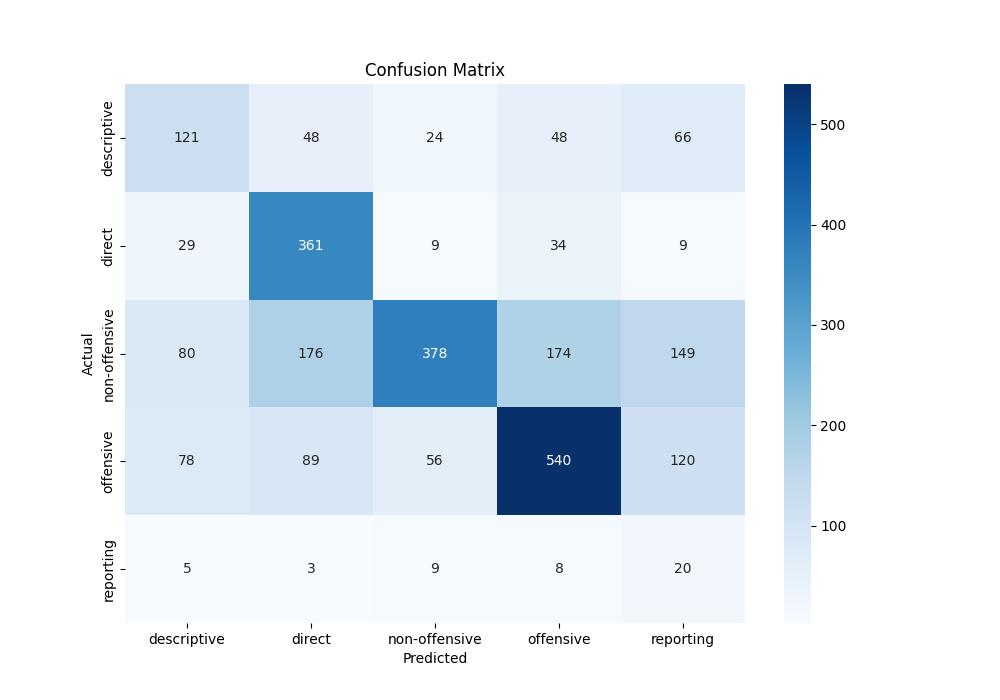 Confusion Matrix
descriptive 121 48 24 48 66
direct 29 361 9 34 9
non-offensive 80 176 378 174 149
offensive 78 89 56 540 120
reporting 5 3 9 8 20
Actual
descriptive direct non-offensive offensive reporting
Predicted
500
400
300
200
100